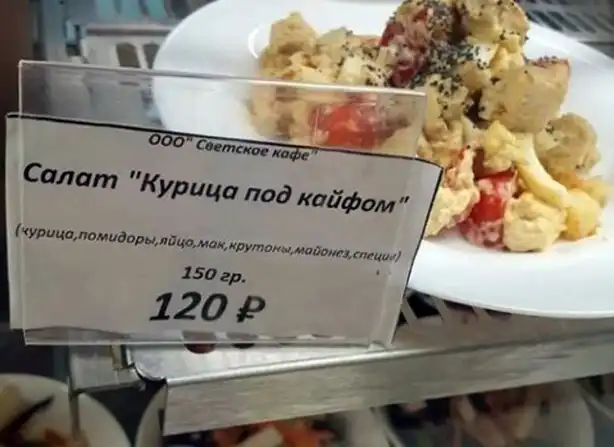 ООО" Светское кафе"
Салат "Курица под кайфом"
(курица,помидоры,яйцо,мак,крутоны,майонез,специи)
150 гр.
120 ₽